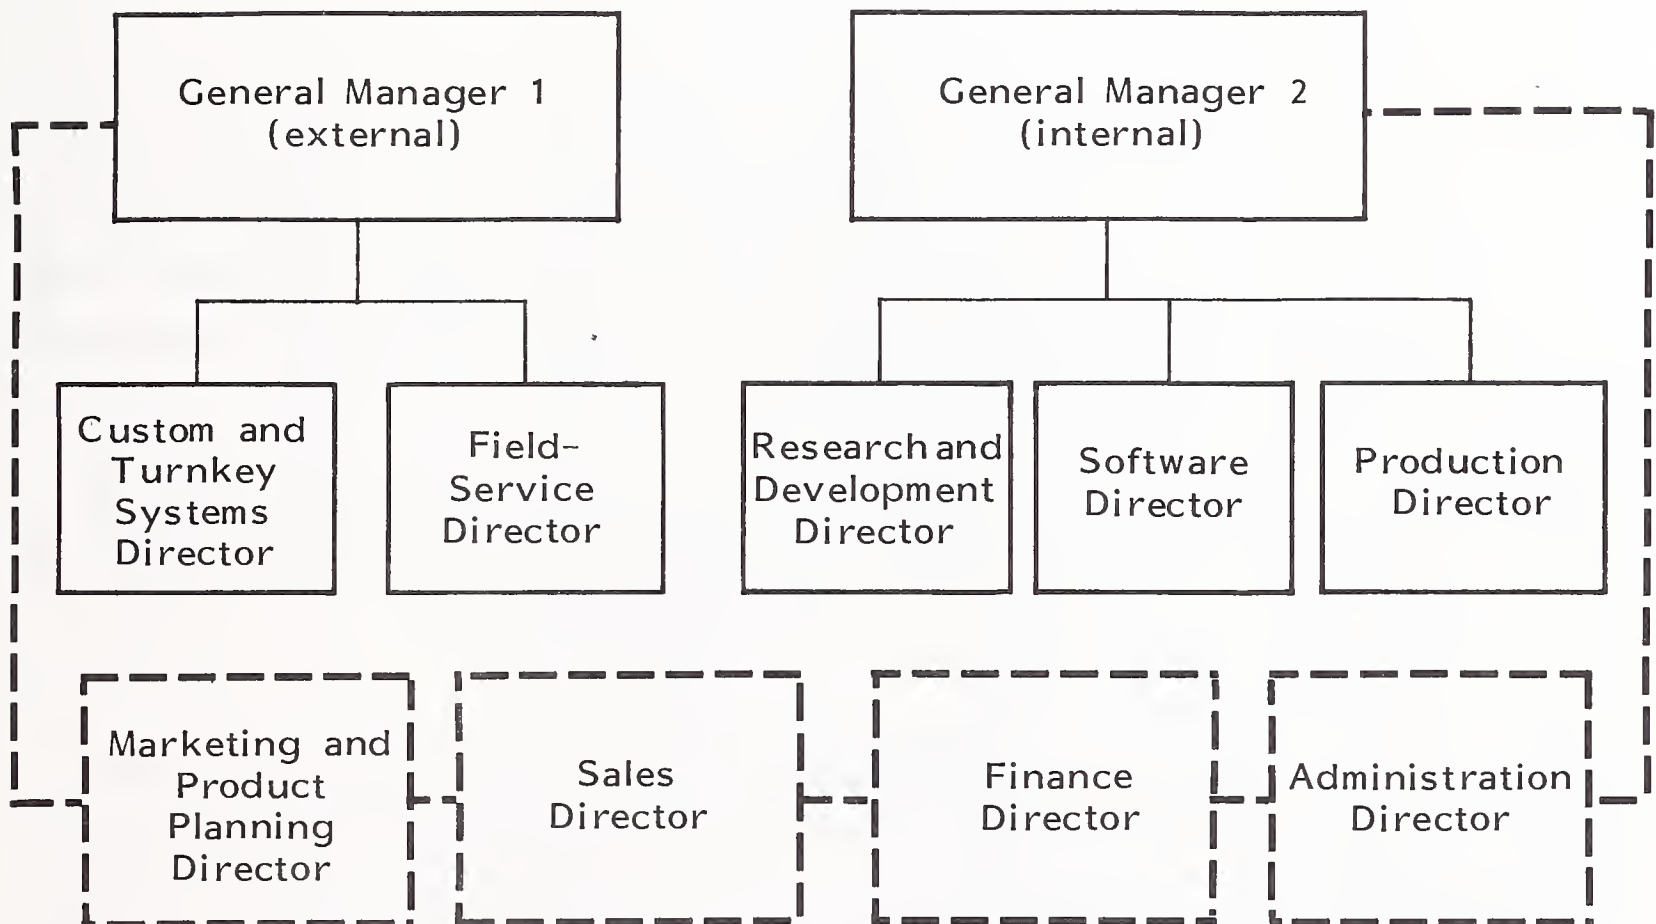 General Manager 1
(external)
General Manager 2
(internal)
Custom and
Turnkey
Systems
Director
Field-
Service
Director
Research and
Development
Director
Software
Director
Production
Director
Marketing and
Product
Planning
Director
Sales
Director
Finance
Director
Administration
Director